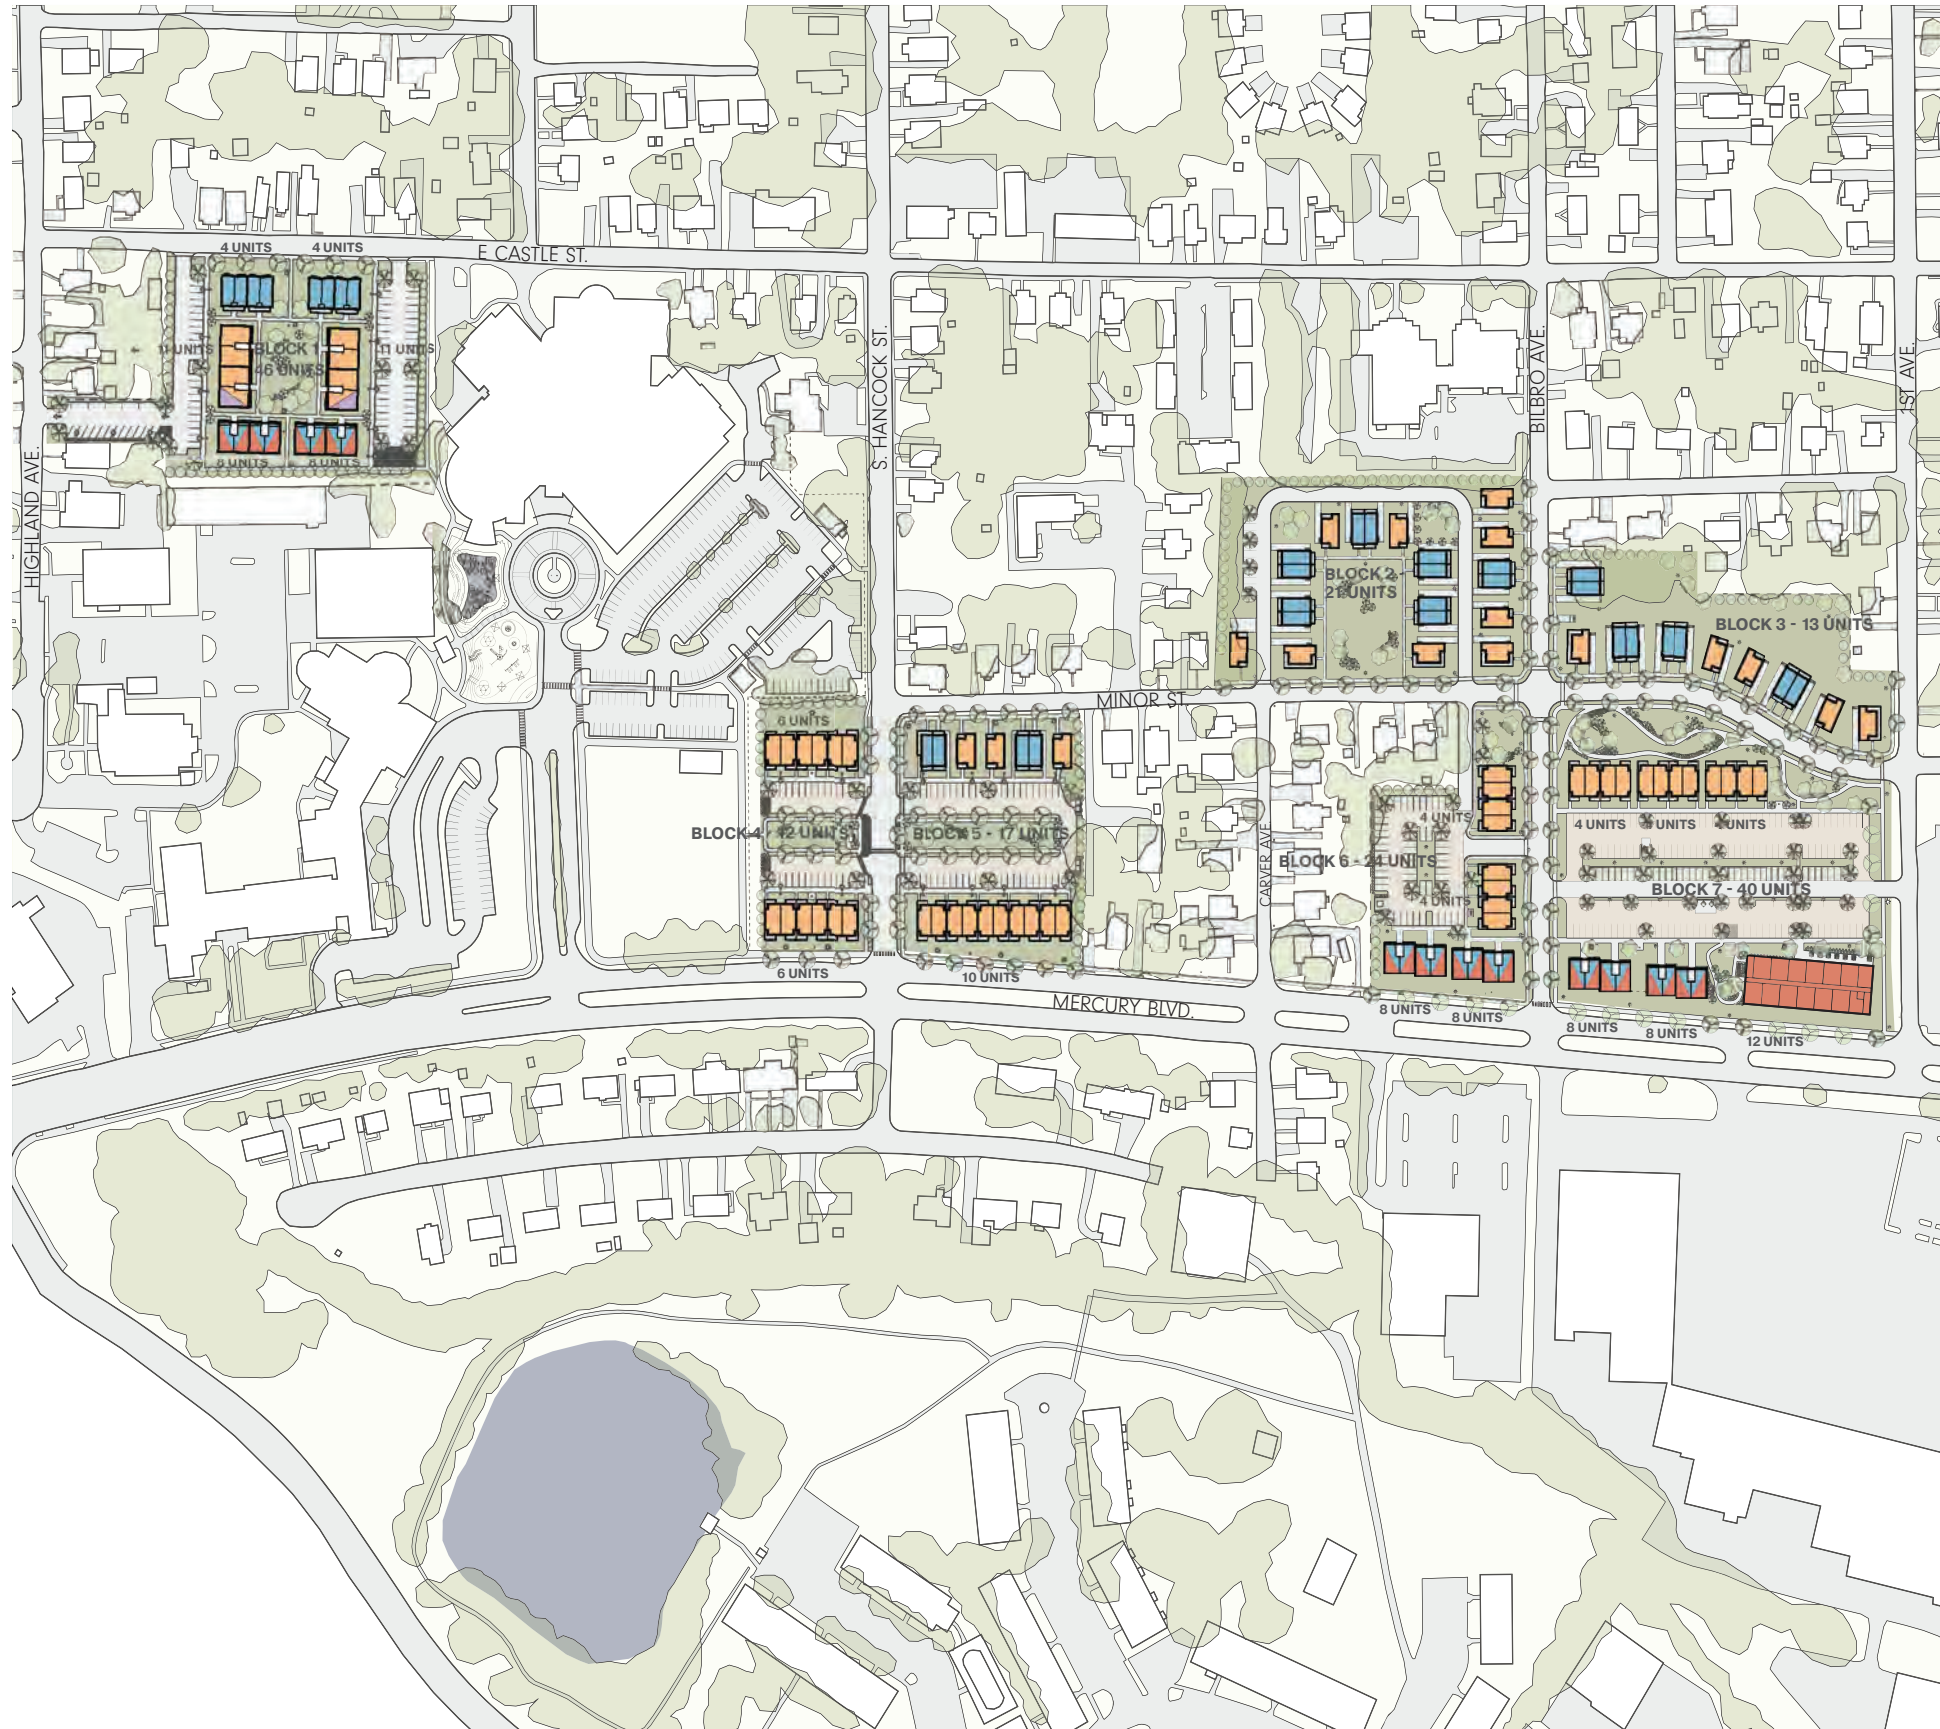 4 UNITS
4 UNITS
E CASTLE ST.
11 UNITS
BLOCK 1
46 UNITS
11 UNITS
8 UNITS
8 UNITS
HIGHLAND AVE.
S. HANCOCK ST.
BILBRO AVE.
1ST AVE.
BLOCK 2 -
21 UNITS
BLOCK 3 - 13 UNITS
MINOR ST.
6 UNITS
BLOCK 4 - 12 UNITS
BLOCK 5 - 17 UNITS
6 UNITS
10 UNITS
CARVER AVE.
4 UNITS
BLOCK 6 - 24 UNITS
4 UNITS
8 UNITS
8 UNITS
4 UNITS
4 UNITS
4 UNITS
BLOCK 7 - 40 UNITS
8 UNITS
8 UNITS
12 UNITS
MERCURY BLVD.